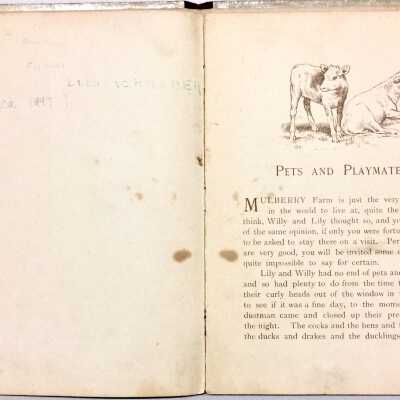 ca 1897
PETS AND PLAYMATE
MULBERRY Farm is just the very
in the world to live at, quite the
think, Willy and Lily thought so, and yo
of the same opinion, if only you were fortu
to be asked to stay there on a visit. Per
are very good, you will be invited some
quite impossible to say for certain.
Lily and Willy had no end of pets an
and so had plenty to do from the time t
their curly heads out of the window in
to see if it was a fine day, to the mome
dustman came and closed up their pre
the night. The cocks and the hens and t
the ducks and drakes and the ducklings